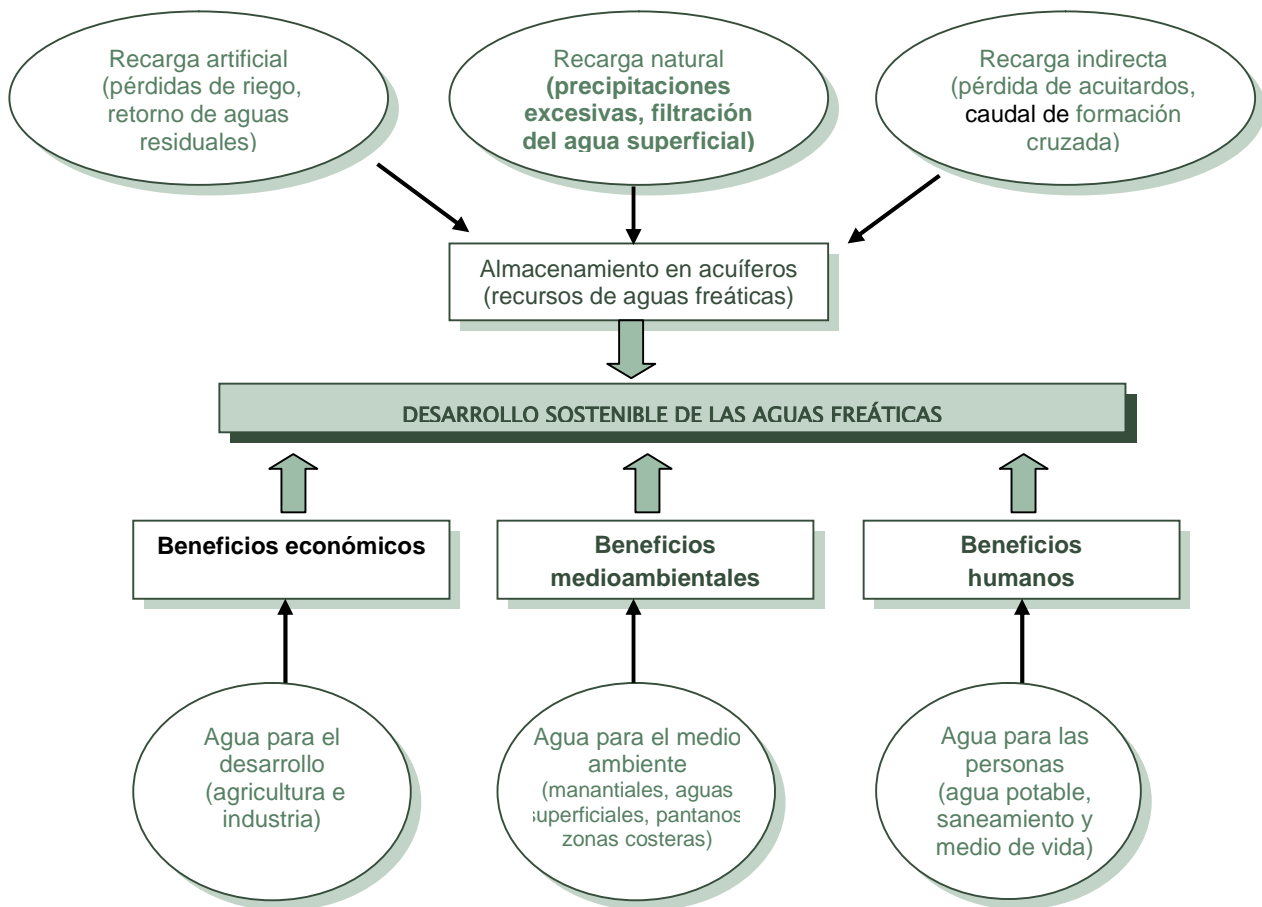 Recarga artificial
(pérdidas de riego,
retorno de aguas
residuales)
Recarga natural
(precipitaciones
excesivas, filtración
del agua superficial)
Recarga indirecta
(pérdida de acuitardos,
caudal de formación
cruzada)
Almacenamiento en acuíferos
(recursos de aguas freáticas)
DESARROLLO SOSTENIBLE DE LAS AGUAS FREÁTICAS
Beneficios económicos
Beneficios
medioambientales
Beneficios
humanos
Agua para el
desarrollo
(agricultura e
industria)
Agua para el medio
ambiente
(manantiales, aguas
superficiales, pantanos
zonas costeras)
Agua para las
personas
(agua potable,
saneamiento y
medio de vida)